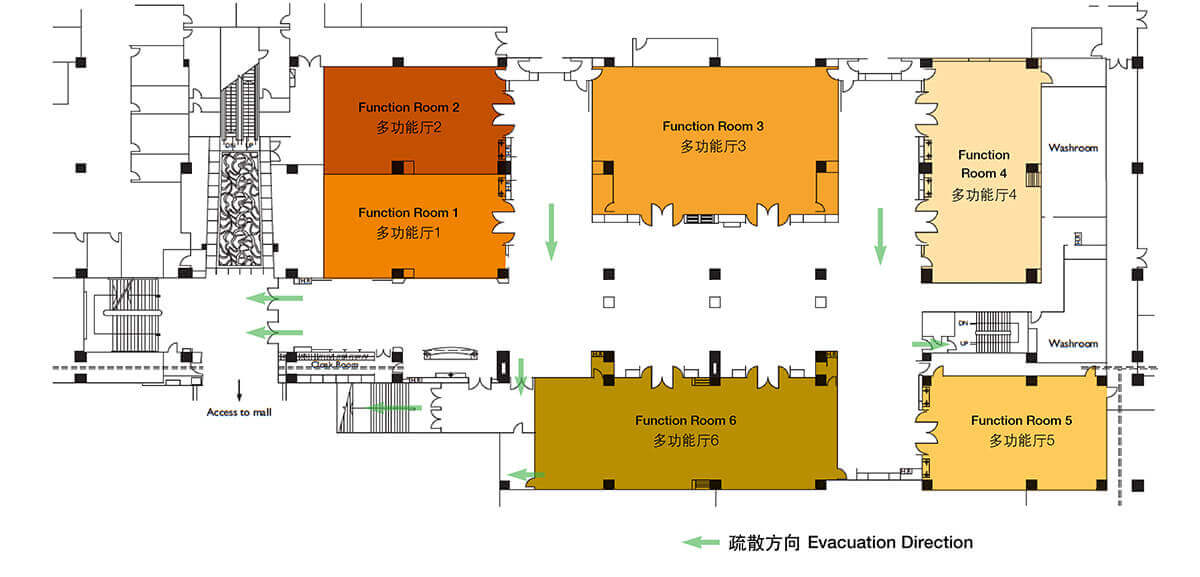 Function Room 2
多功能厅2
Function Room 3
多功能厅3
Function
Room 4
多功能厅4
Washroom
DN UP
Function Room 1
多功能厅1
H.R
H.R
DN
UP
Washroom
Cloak Room
H.R
H.R
H.R
Access to mall
Function Room 6
多功能厅6
Function Room 5
多功能厅5
H.R
疏散方向 Evacuation Direction